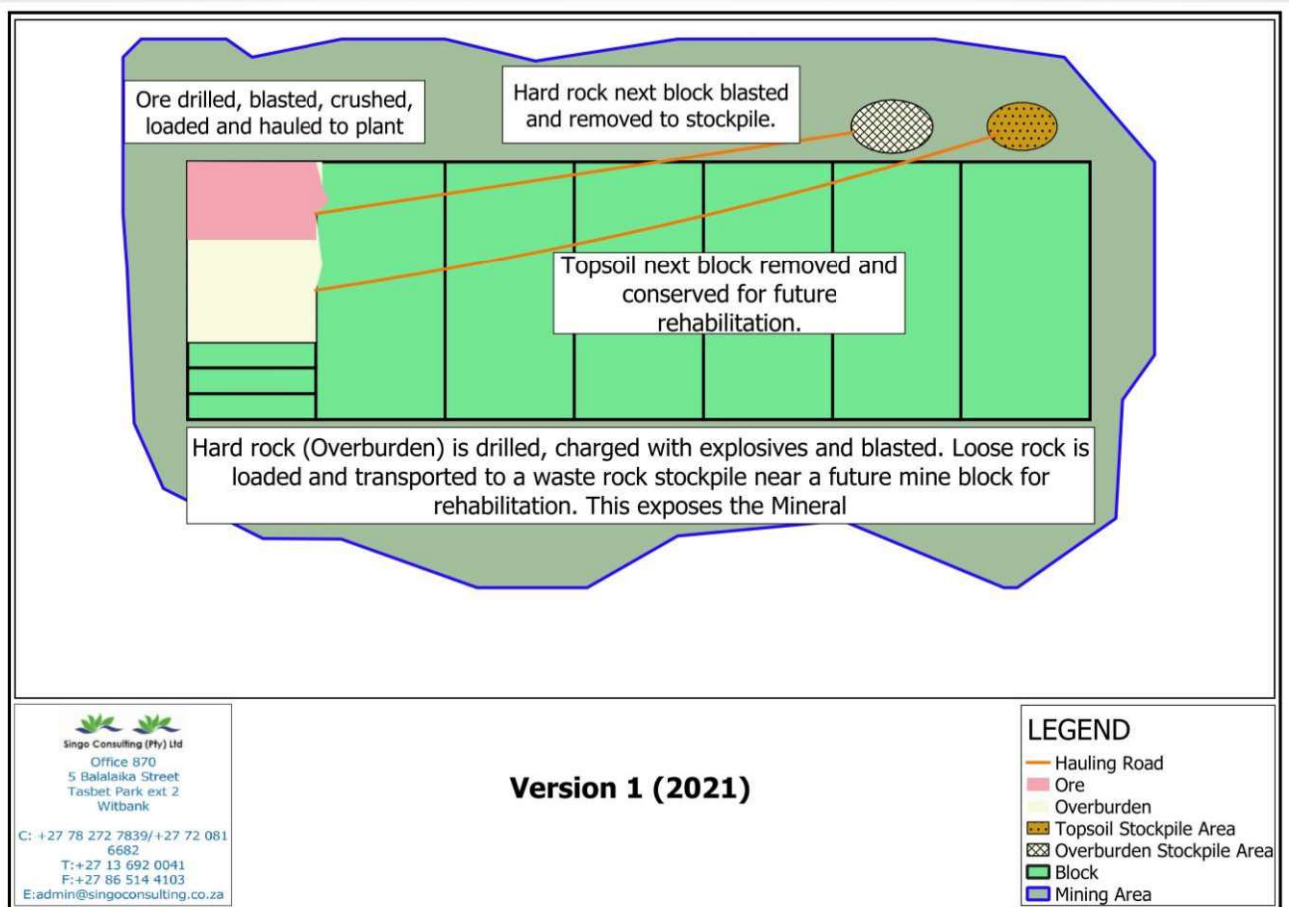 Ore drilled, blasted, crushed,
loaded and hauled to plant
Hard rock next block blasted
and removed to stockpile.
Topsoil next block removed and
conserved for future
rehabilitation.
Hard rock (Overburden) is drilled, charged with explosives and blasted. Loose rock is
loaded and transported to a waste rock stockpile near a future mine block for
rehabilitation. This exposes the Mineral
Singo Consulting (Pty) Ltd
Office 870
5 Balalaika Street
Tasbet Park ext 2
Witbank
C: +27 78 272 7839/+27 72 081
6682
T:+27 13 692 0041
F:+27 86 514 4103
E:admin@singoconsulting.co.za
Version 1 (2021)
LEGEND
Hauling Road
Ore
Overburden
Topsoil Stockpile Area
Overburden Stockpile Area
Block
Mining Area